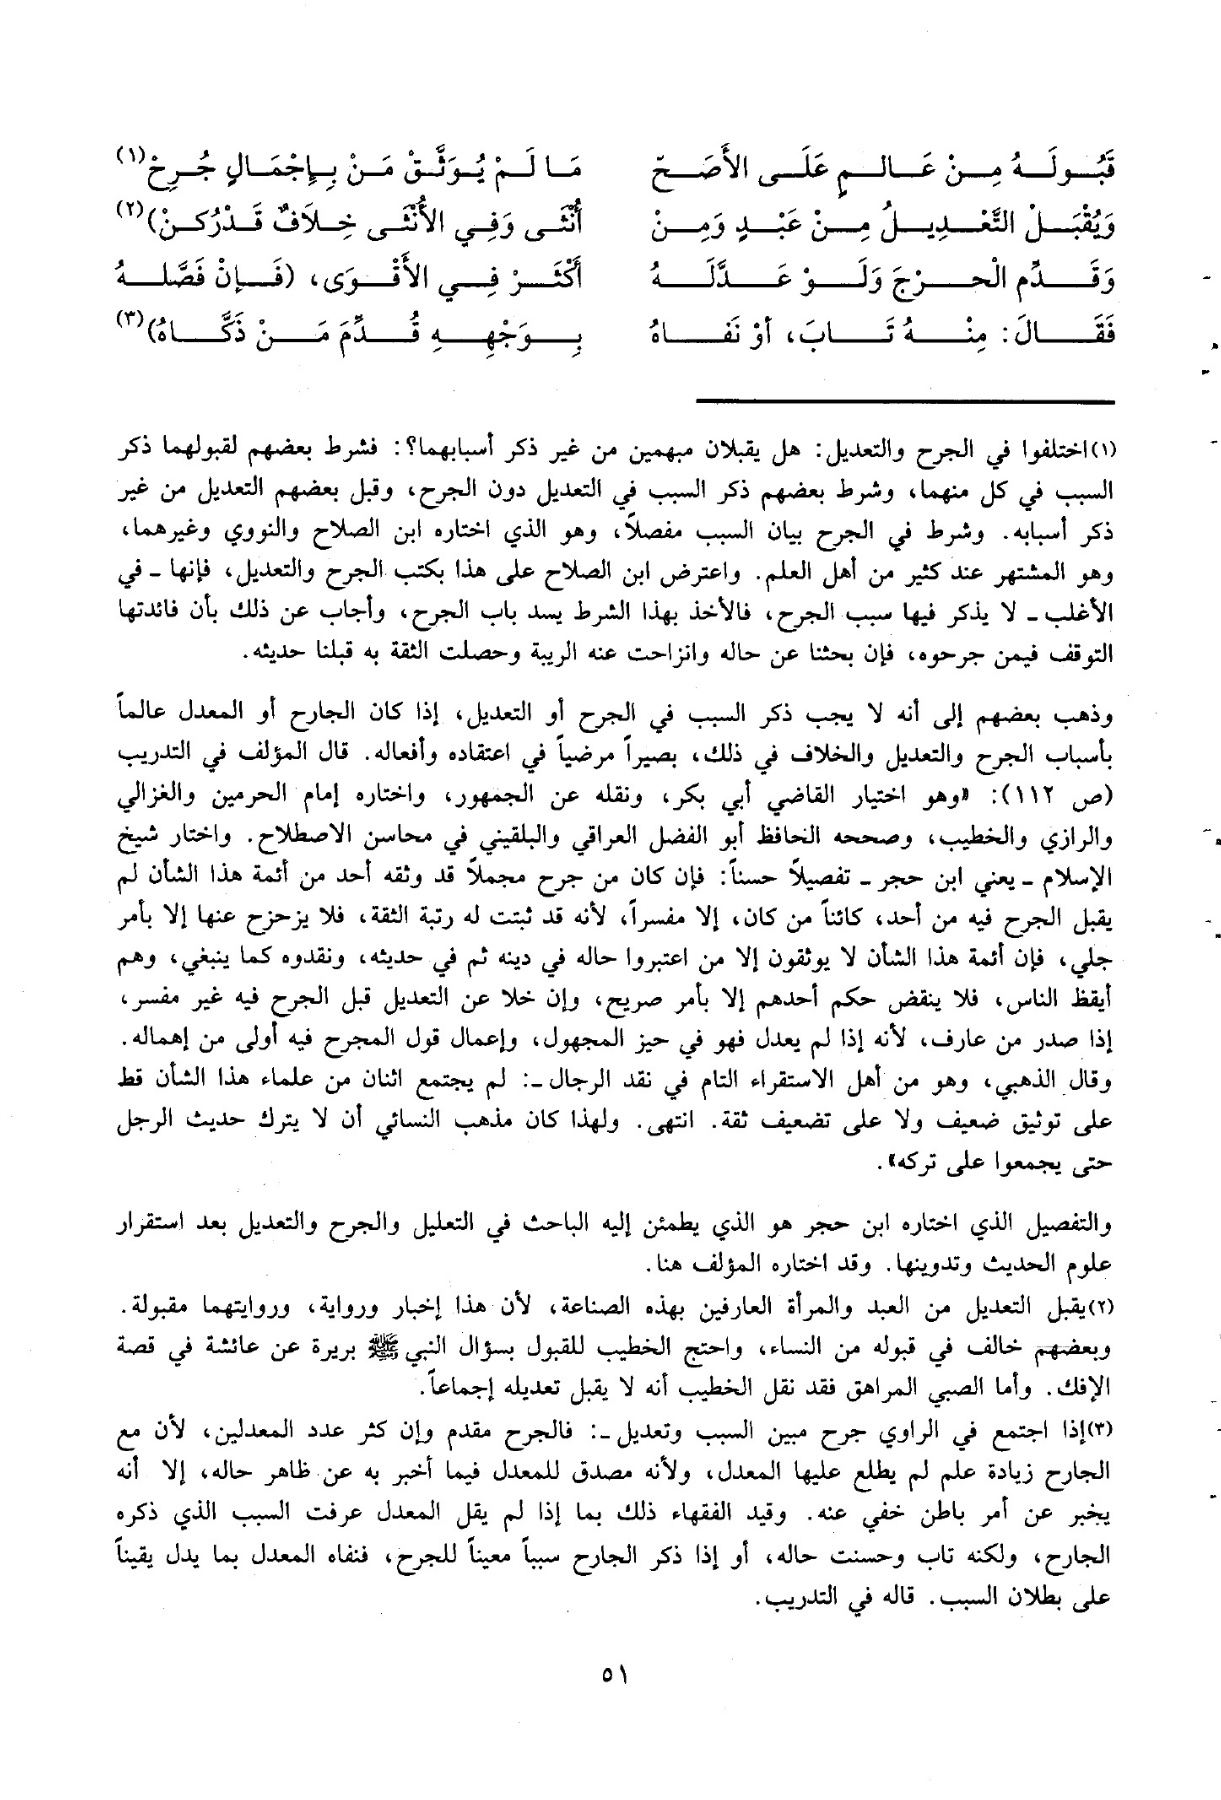 قَبُولَهُ مِنْ عَالِمٍ عَلَى الأَصَحّ مَا لَمْ يُوَثَّقْ مَنْ بِإِجْمَالٍ جُرِحْ(١)
وَيُقْبَلُ التَّعْدِيلُ مِنْ عَبْدٍ وَمِنْ أُنْثَى وَفِي الأُنْثَى خِلَافٌ قَدْ زُكِنْ)(٢)
وَقَدِّمِ الْجَرْحَ وَلَوْ عَدَّلَهُ أَكْثَرُ فِي الأَقْوَى، (فَإِنْ فَصَّلَهُ
فَقَالَ: مِنْهُ تَابَ، أَوْ نَفَاهُ بِوَجْهِهِ قُدِّمَ مَنْ زَكَّاهُ)(٣)
(١) اختلفوا في الجرح والتعديل: هل يقبلان مبهمين من غير ذكر أسبابهما؟: فشرط بعضهم لقبولهما ذكر
السبب في كل منهما، وشرط بعضهم ذكر السبب في التعديل دون الجرح، وقبل بعضهم التعديل من غير
ذكر أسبابه. وشرط في الجرح بيان السبب مفصلاً، وهو الذي اختاره ابن الصلاح والنووي وغيرهما،
وهو المشتهر عند كثير من أهل العلم. واعترض ابن الصلاح على هذا بكتب الجرح والتعديل، فإنها ـ في
الأغلب ـ لا يذكر فيها سبب الجرح، فالأخذ بهذا الشرط يسد باب الجرح، وأجاب عن ذلك بأن فائدتها
التوقف فيمن جرحوه، فإن بحثنا عن حاله وانزاحت عنه الريبة وحصلت الثقة به قبلنا حديثه.
وذهب بعضهم إلى أنه لا يجب ذكر السبب في الجرح أو التعديل، إذا كان الجارح أو المعدل عالماً
بأسباب الجرح والتعديل والخلاف في ذلك، بصيراً مرضياً في اعتقاده وأفعاله. قال المؤلف في التدريب
(ص ١١٢): «وهو اختيار القاضي أبي بكر، ونقله عن الجمهور، واختاره إمام الحرمين والغزالي
والرازي والخطيب، وصححه الحافظ أبو الفضل العراقي والبلقيني في محاسن الاصطلاح. واختار شيخ
الإسلام ـ يعني ابن حجر ـ تفصيلاً حسناً: فإن كان من جرح مجملاً قد وثقه أحد من أئمة هذا الشأن لم
يقبل الجرح فيه من أحد، كائناً من كان، إلا مفسراً، لأنه قد ثبتت له رتبة الثقة، فلا يزحزح عنها إلا بأمر
جلي، فإن أئمة هذا الشأن لا يوثقون إلا من اعتبروا حاله في دينه ثم في حديثه، ونقدوه كما ينبغي، وهم
أيقظ الناس، فلا ينقض حكم أحدهم إلا بأمر صريح، وإن خلا عن التعديل قبل الجرح فيه غير مفسر،
إذا صدر من عارف، لأنه إذا لم يعدل فهو في حيز المجهول، وإعمال قول المجرح فيه أولى من إهماله.
وقال الذهبي، وهو من أهل الاستقراء التام في نقد الرجال ـ: لم يجتمع اثنان من علماء هذا الشأن قط
على توثيق ضعيف ولا على تضعيف ثقة. انتهى. ولهذا كان مذهب النسائي أن لا يترك حديث الرجل
حتى يجمعوا على تركه».
والتفصيل الذي اختاره ابن حجر هو الذي يطمئن إليه الباحث في التعليل والجرح والتعديل بعد استقرار
علوم الحديث وتدوينها. وقد اختاره المؤلف هنا.
(٢) يقبل التعديل من العبد والمرأة العارفين بهذه الصناعة، لأن هذا إخبار ورواية، وروايتهما مقبولة.
وبعضهم خالف في قبوله من النساء، واحتج الخطيب للقبول بسؤال النبي ﷺ بريرة عن عائشة في قصة
الإفك. وأما الصبي المراهق فقد نقل الخطيب أنه لا يقبل تعديله إجماعاً.
(٣) إذا اجتمع في الراوي جرح مبين السبب وتعديل ـ: فالجرح مقدم وإن كثر عدد المعدلين، لأن مع
الجارح زيادة علم لم يطلع عليها المعدل، ولأنه مصدق للمعدل فيما أخبر به عن ظاهر حاله، إلا أنه
يخبر عن أمر باطن خفي عنه. وقيد الفقهاء ذلك بما إذا لم يقل المعدل عرفت السبب الذي ذكره
الجارح، ولكنه تاب وحسنت حاله، أو إذا ذكر الجارح سبباً معيناً للجرح، فنفاه المعدل بما يدل يقيناً
على بطلان السبب. قاله في التدريب.
٥١